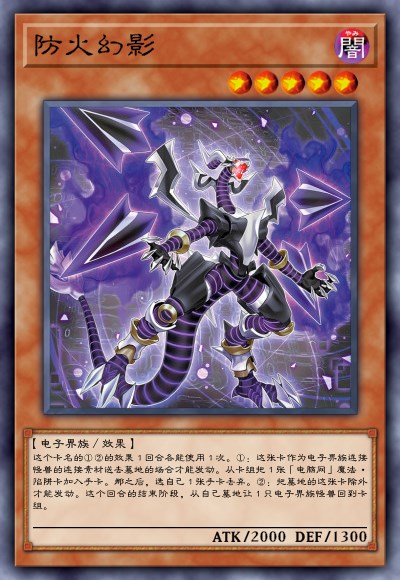 防火幻影
やみ
闇
【电子界族／效果】
这个卡名的①②的效果1回合各能使用1次。①：这张卡作为电子界族连接
怪兽的连接素材送去墓地的场合才能发动。从卡组把1张「电脑网」魔法·
陷阱卡加入手卡。那之后，选自己1张手卡丢弃。②：把墓地的这张卡除外
才能发动。这个回合的结束阶段，从自己墓地让1只电子界族怪兽回到卡
组。
ATK/2000 DEF/1300